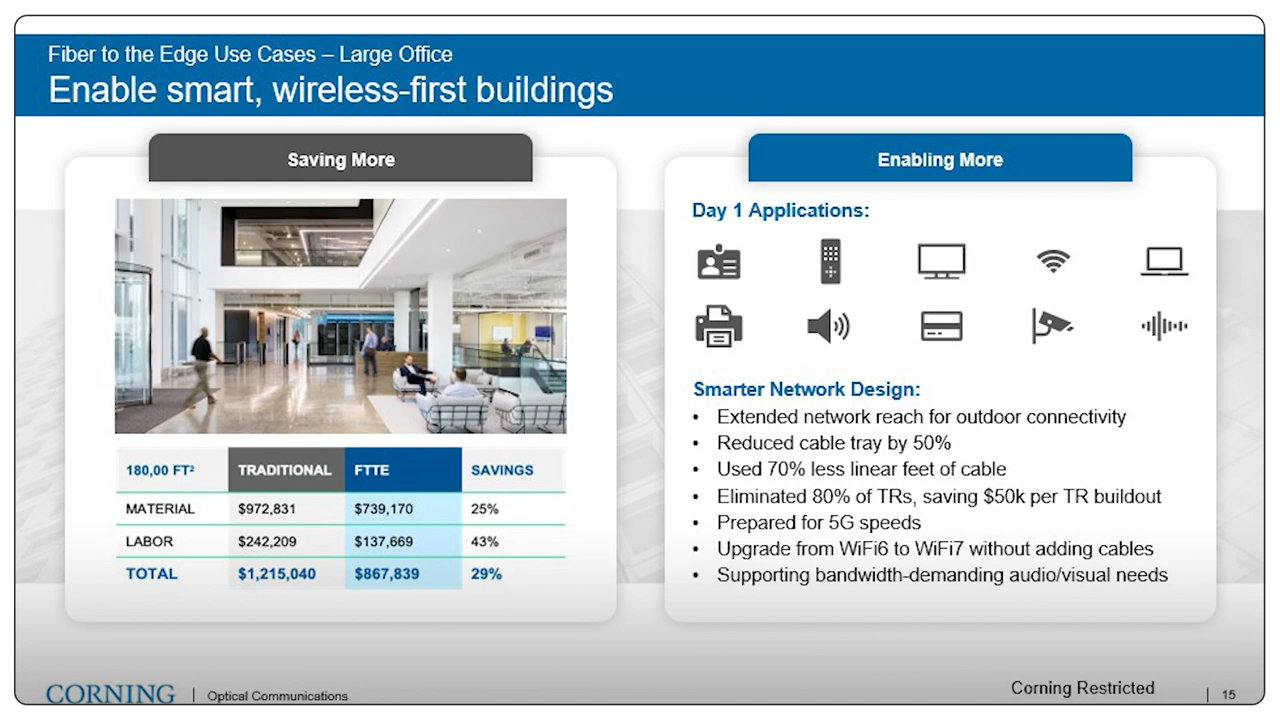 Fiber to the Edge Use Cases – Large Office
Enable smart, wireless-first buildings
Saving More
180,00 FT² TRADITIONAL FTTE SAVINGS
MATERIAL $972,831 $739,170 25%
LABOR $242,209 $137,669 43%
TOTAL $1,215,040 $867,839 29%
Enabling More
Day 1 Applications:
Smarter Network Design:
• Extended network reach for outdoor connectivity
• Reduced cable tray by 50%
• Used 70% less linear feet of cable
• Eliminated 80% of TRs, saving $50k per TR buildout
• Prepared for 5G speeds
• Upgrade from WiFi6 to WiFi7 without adding cables
• Supporting bandwidth-demanding audio/visual needs
CORNING | Optical Communications
Corning Restricted | 15